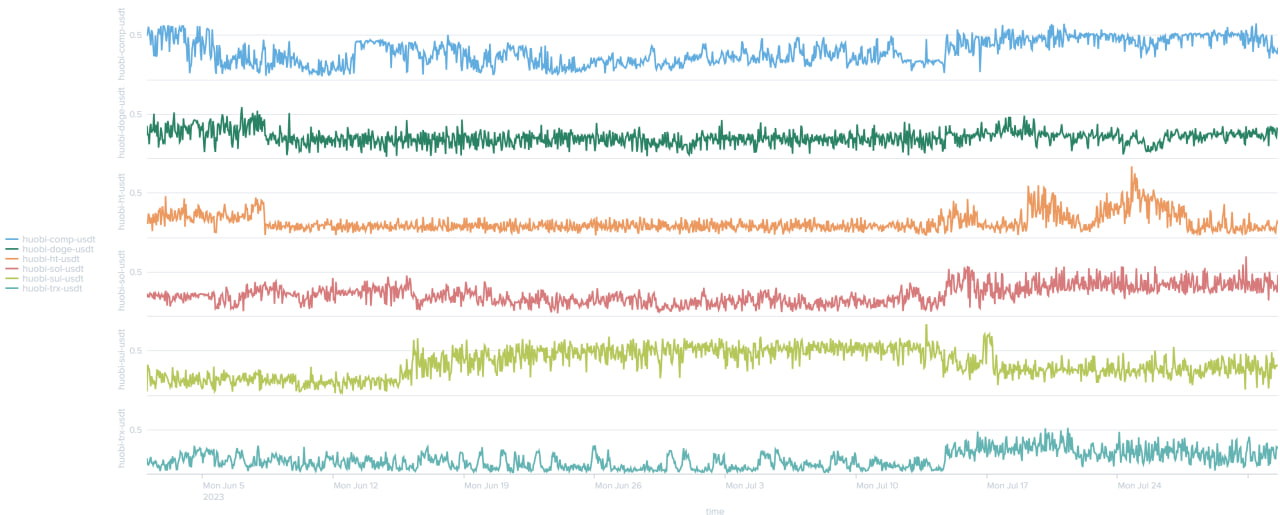 huobi-comp-usdt
0.5
huobi-doge-usdt
0.5
huobi-ht-usdt
0.5
huobi-sol-usdt
0.5
huobi-sui-usdt
0.5
huobi-trx-usdt
0.5
huobi-comp-usdt
huobi-doge-usdt
huobi-ht-usdt
huobi-sol-usdt
huobi-sui-usdt
huobi-trx-usdt
Mon Jun 5 Mon Jun 12 Mon Jun 19 Mon Jun 26 Mon Jul 3 Mon Jul 10 Mon Jul 17 Mon Jul 24
2023
time